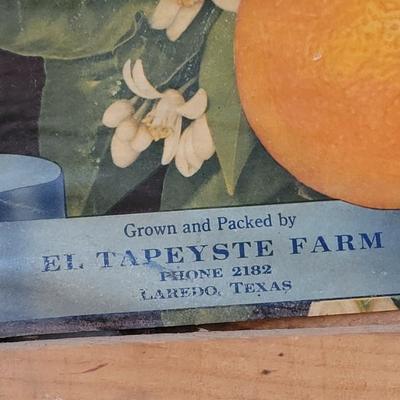 Grown and Packed by
EL TAPEYSTE FARM
PHONE 2182
LAREDO, TEXAS